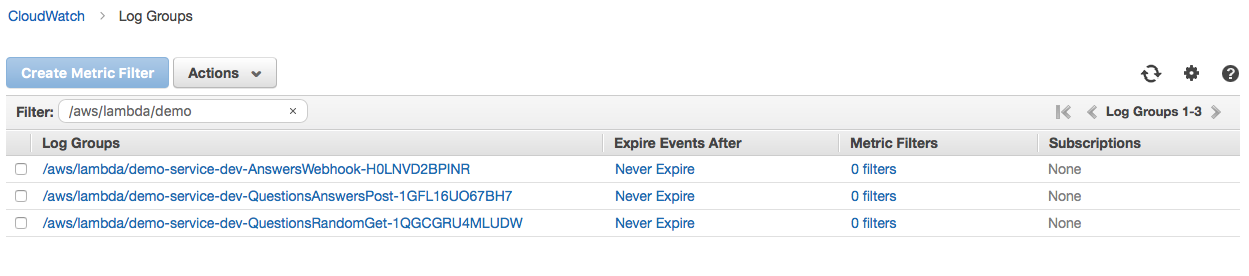 CloudWatch > Log Groups
Create Metric Filter Actions
Filter: /aws/lambda/demo × Log Groups 1-3
Log Groups Expire Events After Metric Filters Subscriptions
/aws/lambda/demo-service-dev-AnswersWebhook-H0LNVD2BPINR Never Expire 0 filters None
/aws/lambda/demo-service-dev-QuestionsAnswersPost-1GFL16UO67BH7 Never Expire 0 filters None
/aws/lambda/demo-service-dev-QuestionsRandomGet-1QGCGRU4MLUDW Never Expire 0 filters None